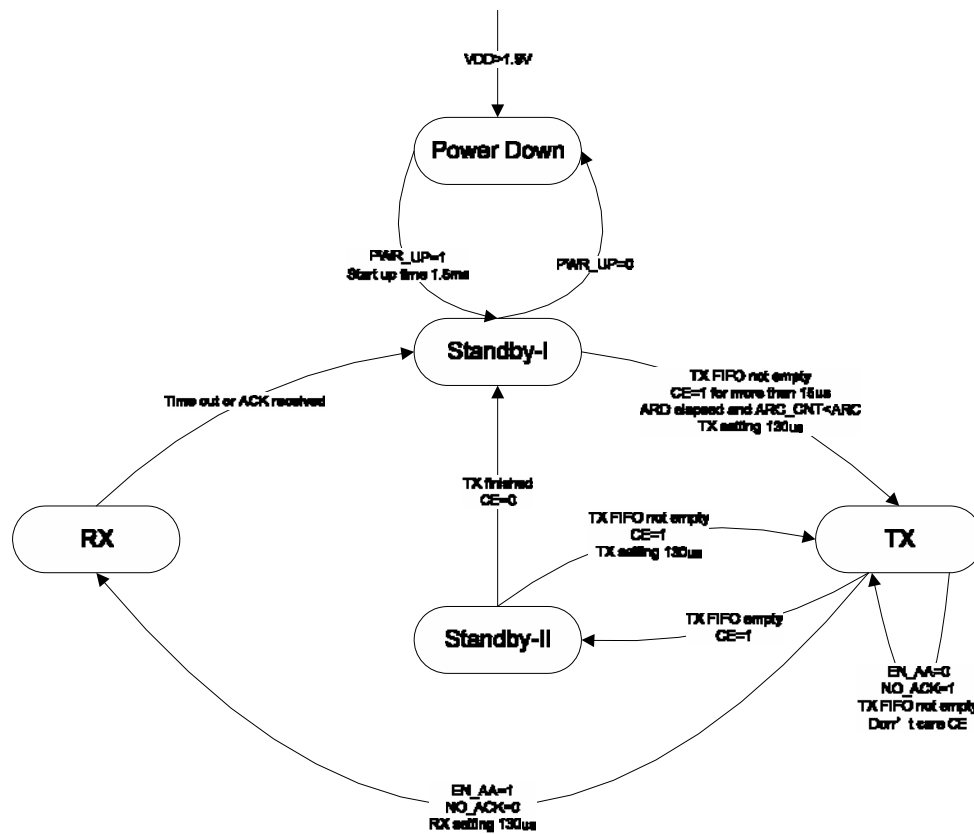 VDD>1.9V
Power Down
PWR_UP=1
Start up time 1.5ms
PWR_UP=0
Standby-I
TX FIFO not empty
CE=1 for more than 15us
ARD elapsed and ARC_CNT<ARC
TX setting 130us
Time out or ACK received
TX finished
CE=0
RX
TX FIFO not empty
CE=1
TX setting 130us
TX
Standby-II
TX FIFO empty
CE=1
EN_AA=0
NO_ACK=1
TX FIFO not empty
Don't care CE
EN_AA=1
NO_ACK=0
RX setting 130us